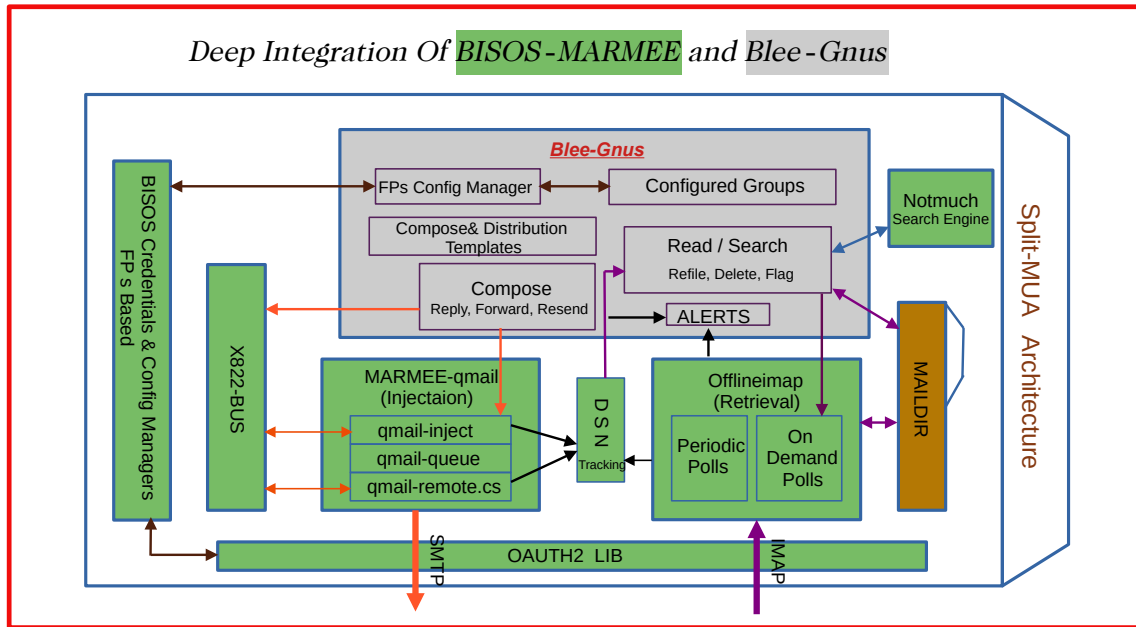 Deep Integration Of BISOS-MARMEE and Blee-Gnus
Blee-Gnus
FPs Config Manager
Configured Groups
Compose& Distribution
Templates
Read / Search
Refile, Delete, Flag
Compose
Reply, Forward, Resend
ALERTS
Notmuch
Search Engine
BISOS Credentials & Config Managers
FP s Based
X822-BUS
MARMEE-qmail
(Injectaion)
qmail-inject
qmail-queue
qmail-remote.cs
DSN
Tracking
Offlineimap
(Retrieval)
Periodic
Polls
On
Demand
Polls
MAILDIR
Split-MUA Architecture
OAUTH2 LIB
SMTP
IMAP